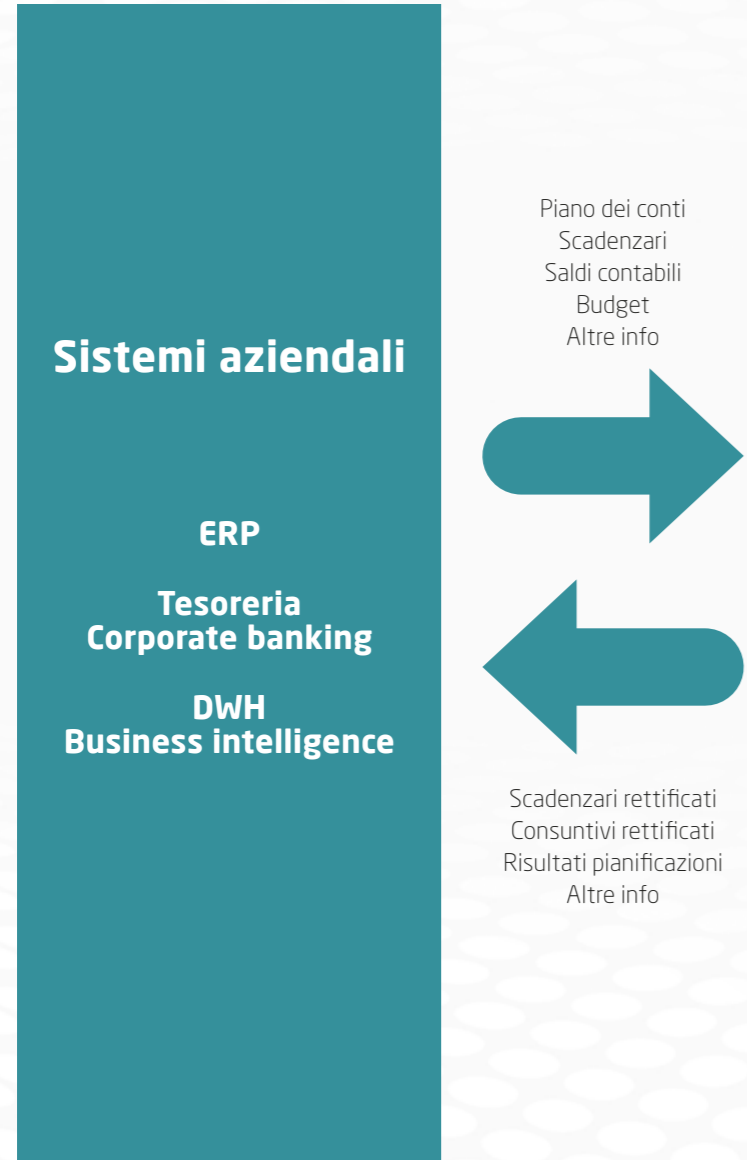 Sistemi aziendali
ERP
Tesoreria
Corporate banking
DWH
Business intelligence
Piano dei conti
Scadenzari
Saldi contabili
Budget
Altre info
Scadenzari rettificati
Consuntivi rettificati
Risultati pianificazioni
Altre info